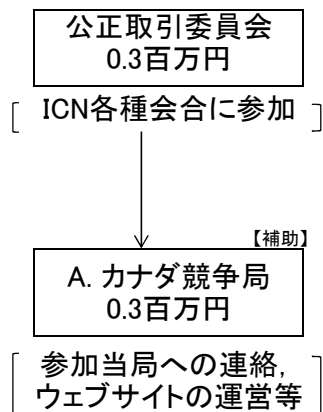 公正取引委員会
0.3百万円
ICN各種会合に参加
【補助】
A. カナダ競争局
0.3百万円
参加当局への連絡,
ウェブサイトの運営等